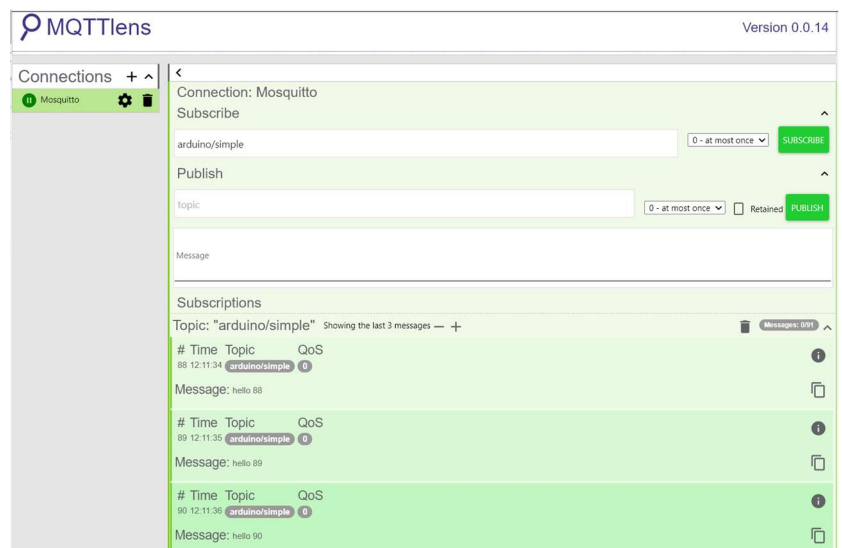 MQTTlens
Version 0.0.14
Connections
Mosquitto
Connection: Mosquitto
Subscribe
arduino/simple
0 - at most once
SUBSCRIBE
Publish
topic
0 - at most once
Retained
PUBLISH
Message
Subscriptions
Topic: "arduino/simple" Showing the last 3 messages
Messages: 0/91
# Time Topic QoS
88 12:11:34 arduino/simple 0
Message: hello 88
# Time Topic QoS
89 12:11:35 arduino/simple 0
Message: hello 89
# Time Topic QoS
90 12:11:36 arduino/simple 0
Message: hello 90